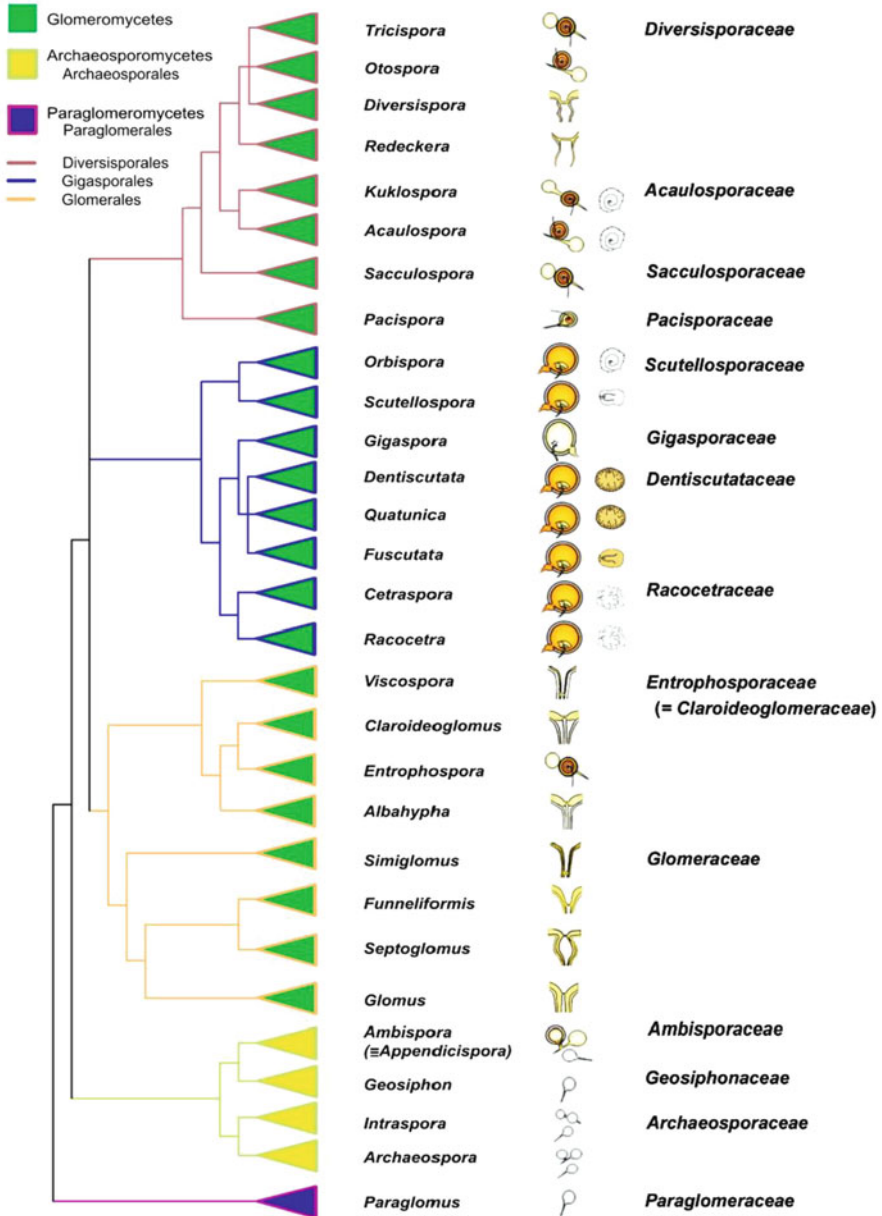 Glomeromycetes
Archaeosporomycetes
Archaeosporales
Paraglomeromycetes
Paraglomerales
Diversisporales
Gigasporales
Glomerales
Tricispora Diversisporaceae
Otospora
Diversispora
Redeckera
Kuklospora Acaulosporaceae
Acaulospora
Sacculospora Sacculosporaceae
Pacispora Pacisporaceae
Orbispora Scutellosporaceae
Scutellospora
Gigaspora Gigasporaceae
Dentiscutata Dentiscutataceae
Quatunica
Fuscutata
Cetraspora Racocetraceae
Racocetra
Viscospora Entrophosporaceae
(= Claroideoglomeraceae)
Claroideoglomus
Entrophospora
Albahypha
Simiglomus Glomeraceae
Funneliformis
Septoglomus
Glomus
Ambispora Ambisporaceae
(≡Appendicispora)
Geosiphon Geosiphonaceae
Intraspora Archaeosporaceae
Archaeospora
Paraglomus Paraglomeraceae